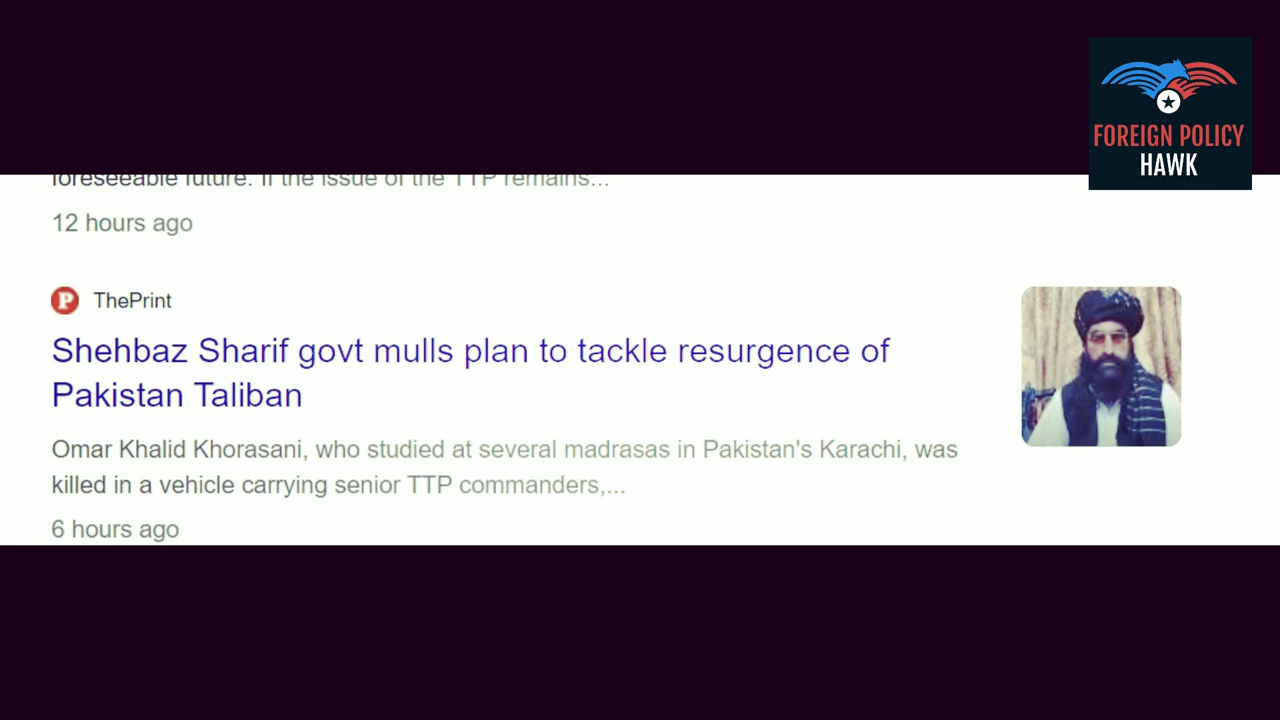 FOREIGN POLICY
HAWK
foreseeable future. If the issue of the TTP remains...
12 hours ago
P ThePrint
Shehbaz Sharif govt mulls plan to tackle resurgence of
Pakistan Taliban
Omar Khalid Khorasani, who studied at several madrasas in Pakistan's Karachi, was
killed in a vehicle carrying senior TTP commanders,...
6 hours ago